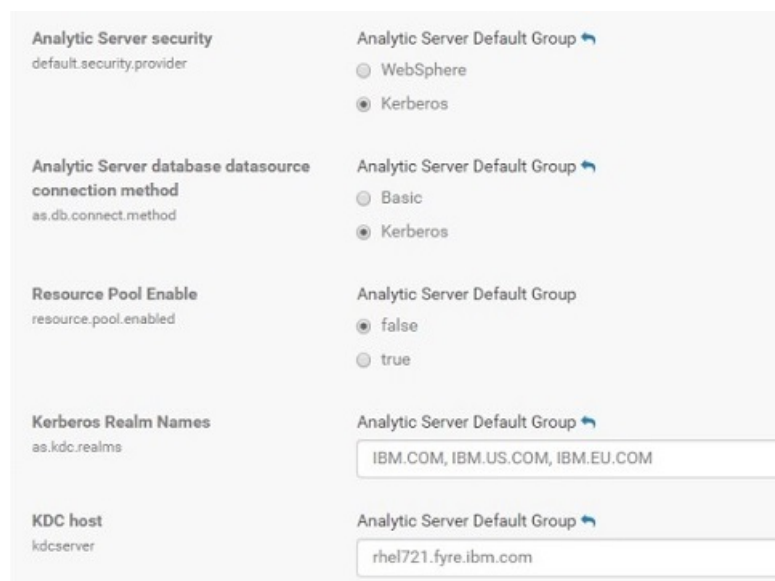 Analytic Server security
default.security.provider
Analytic Server Default Group
WebSphere
Kerberos
Analytic Server database datasource
connection method
as.db.connect.method
Analytic Server Default Group
Basic
Kerberos
Resource Pool Enable
resource.pool.enabled
Analytic Server Default Group
false
true
Kerberos Realm Names
as.kdc.realms
Analytic Server Default Group
IBM.COM, IBM.US.COM, IBM.EU.COM
KDC host
kdcserver
Analytic Server Default Group
rhel721.fyre.ibm.com